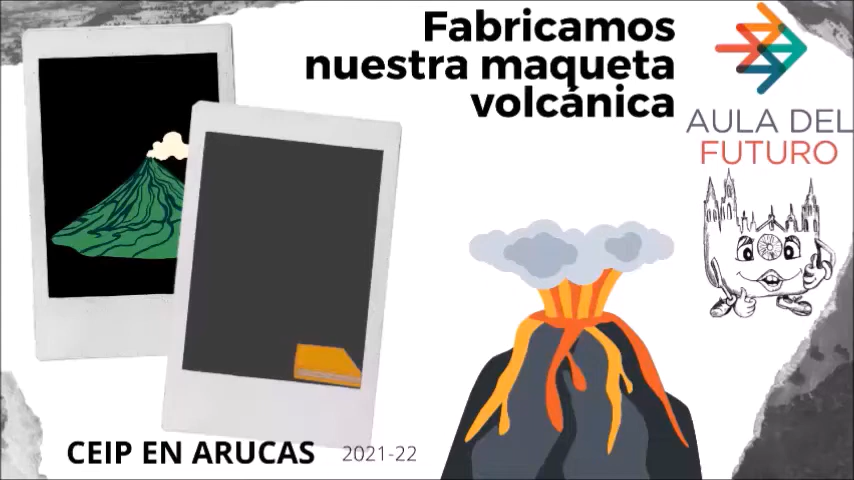 Fabricamos
nuestra maqueta
volcánica
AULA DEL
FUTURO
CEIP EN ARUCAS 2021-22